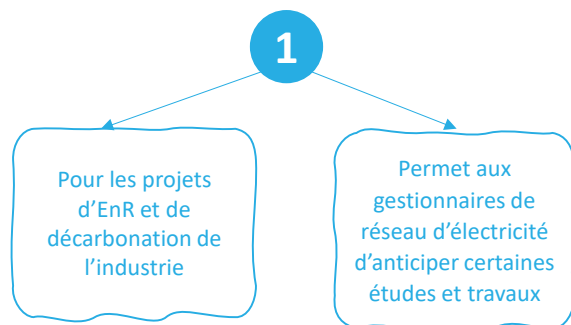 1
Pour les projets
d’EnR et de
décarbonation de
l’industrie
Permet aux
gestionnaires de
réseau d’électricité
d’anticiper certaines
études et travaux